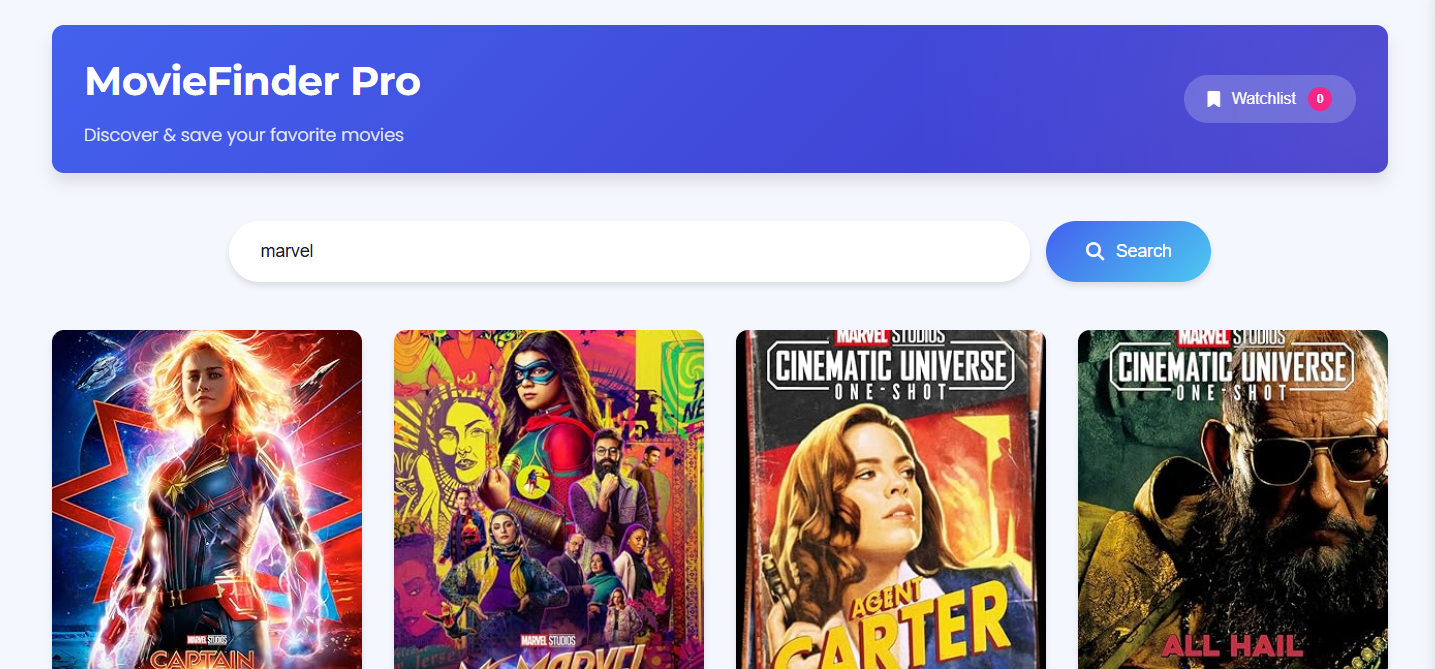 MovieFinder Pro
Discover & save your favorite movies
Watchlist 0
marvel
Search
MARVEL STUDIOS
CAPTAIN
MARVEL STUDIOS
MS. MARVEL
MARVEL STUDIOS
CINEMATIC UNIVERSE
ONE-SHOT
AGENT
CARTER
MARVEL STUDIOS
CINEMATIC UNIVERSE
ONE-SHOT
ALL HAIL